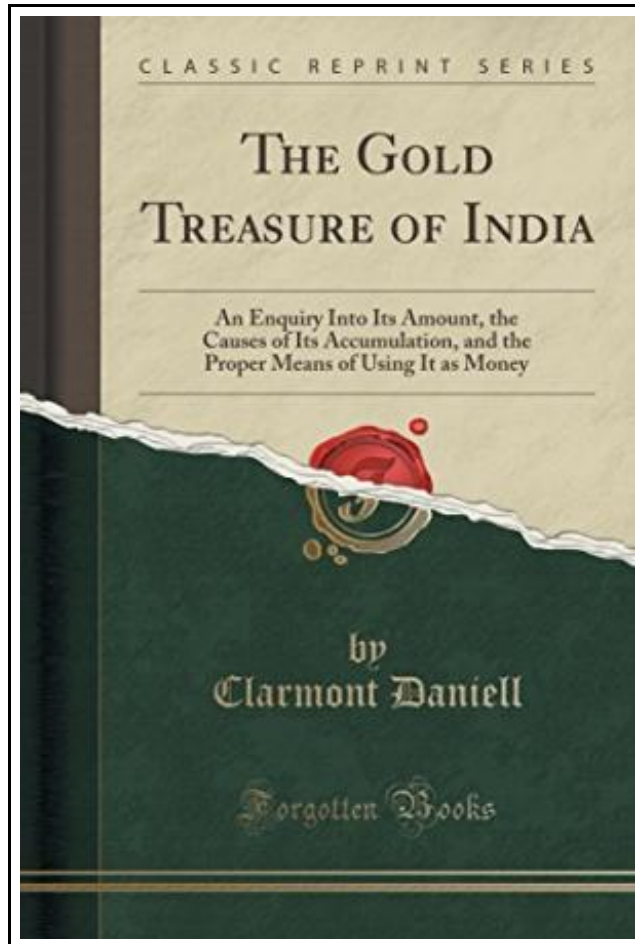 CLASSIC REPRINT SERIES
THE GOLD
TREASURE OF INDIA
An Enquiry Into Its Amount, the
Causes of Its Accumulation, and the
Proper Means of Using It as Money
by
Clarmont Daniell
Forgotten Books